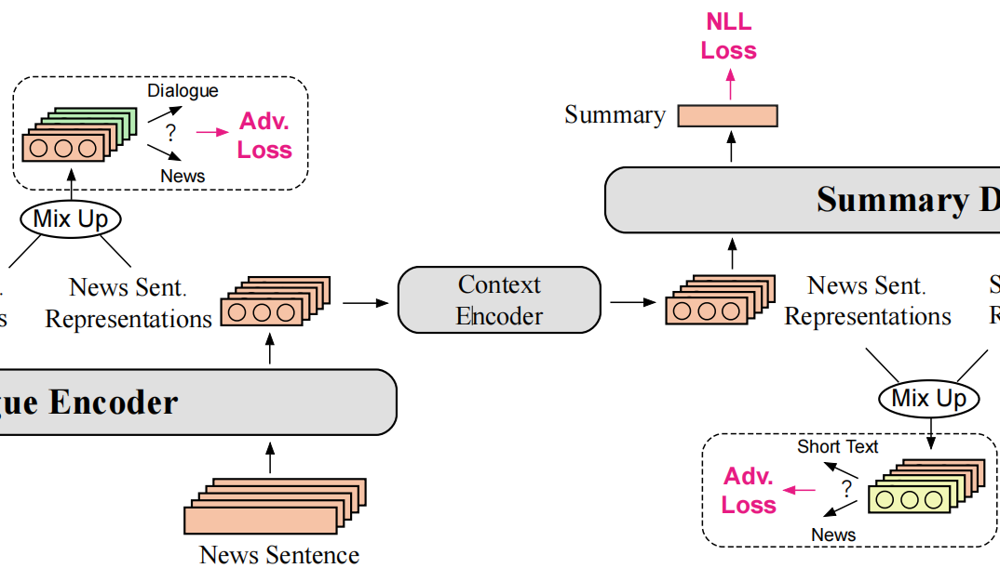 NLL
Loss
Summary
Dialogue
?
Adv.
Loss
News
Mix Up
Summary D
News Sent.
Representations
Context
Encoder
News Sent.
Representations
S
R
s
gue Encoder
Mix Up
Short Text
Adv.
Loss
?
News
News Sentence